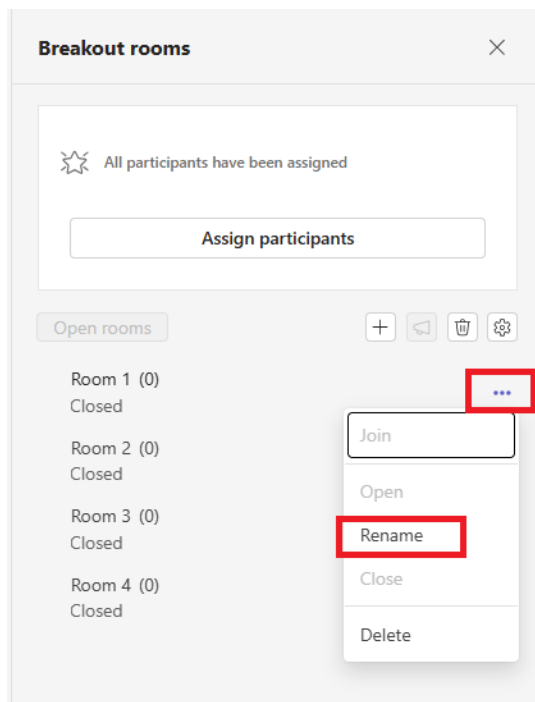 Breakout rooms
All participants have been assigned
Assign participants
Open rooms
Room 1 (0)
Closed
Room 2 (0)
Closed
Room 3 (0)
Closed
Room 4 (0)
Closed
Join
Open
Rename
Close
Delete